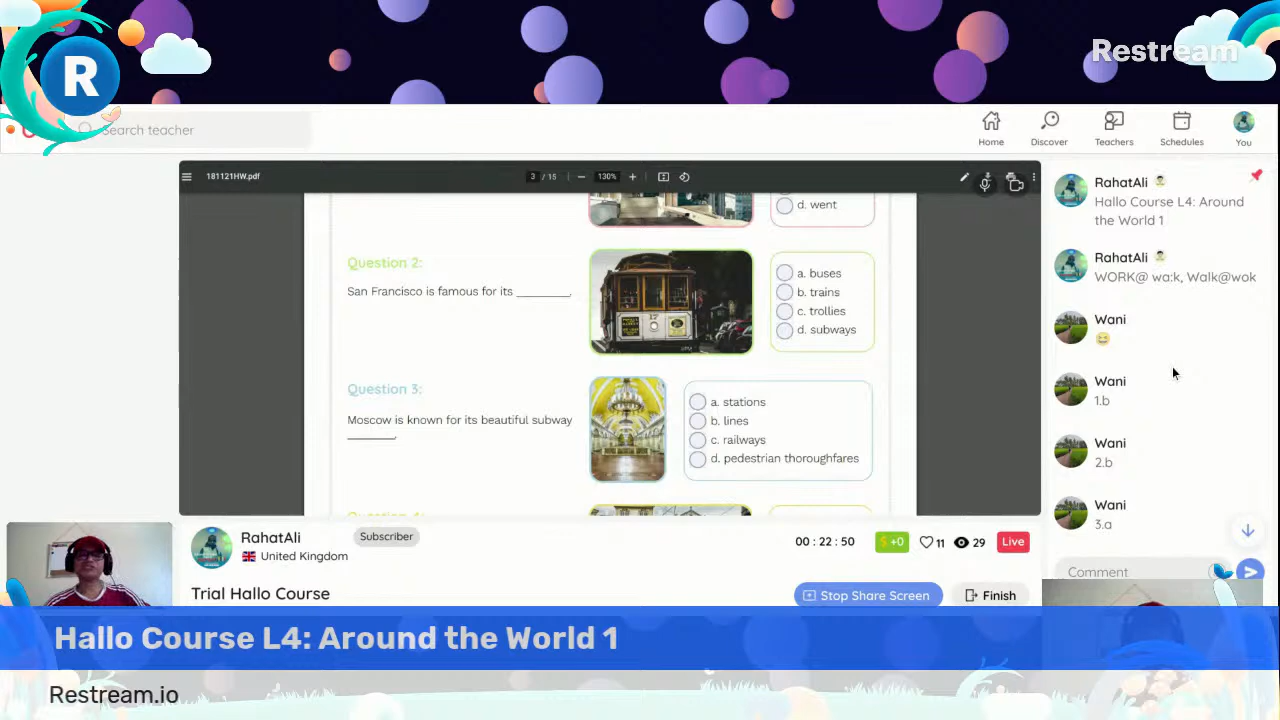 R
Restream
Search teacher
Home
Discover
Teachers
Schedules
You
181121HW.pdf
3 / 15
130%
d. went
Question 2:
San Francisco is famous for its ________.
a. buses
b. trains
c. trollies
d. subways
Question 3:
Moscow is known for its beautiful subway
_______.
a. stations
b. lines
c. railways
d. pedestrian thoroughfares
RahatAli
Hallo Course L4: Around
the World 1
RahatAli
WORK@ wa:k, Walk@wok
Wani
Wani
1.b
Wani
2.b
Wani
3.a
Comment
RahatAli
Subscriber
United Kingdom
00 : 22 : 50
+0
11
29
Live
Trial Hallo Course
Stop Share Screen
Finish
Hallo Course L4: Around the World 1
Restream.io